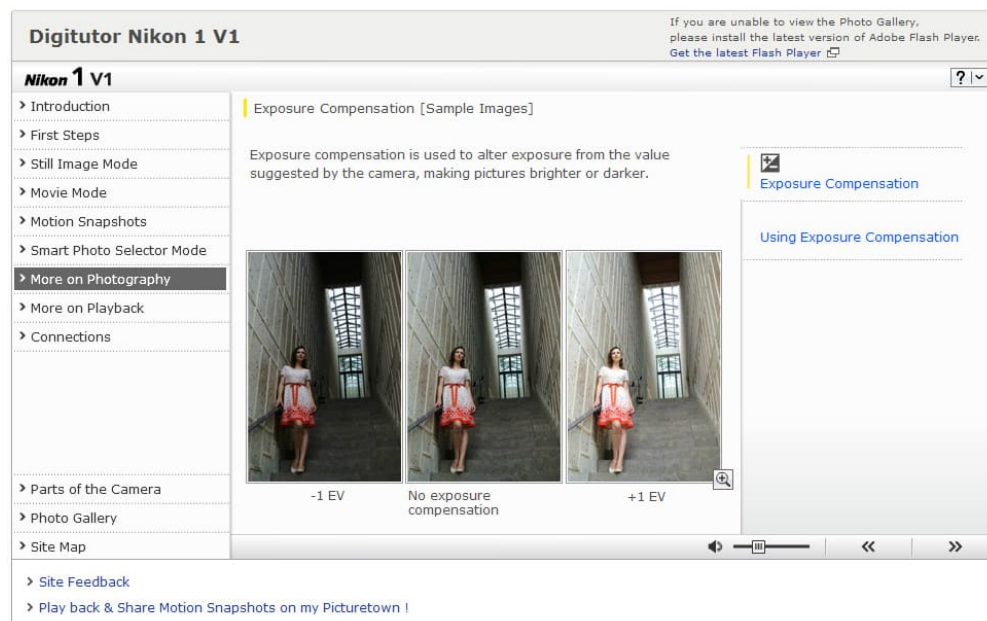 Digitutor Nikon 1 V1
If you are unable to view the Photo Gallery,
please install the latest version of Adobe Flash Player.
Get the latest Flash Player
Nikon 1 V1
?
Introduction
First Steps
Still Image Mode
Movie Mode
Motion Snapshots
Smart Photo Selector Mode
More on Photography
More on Playback
Connections
Parts of the Camera
Photo Gallery
Site Map
Exposure Compensation [Sample Images]
Exposure compensation is used to alter exposure from the value
suggested by the camera, making pictures brighter or darker.
-1 EV
No exposure
compensation
+1 EV
Exposure Compensation
Using Exposure Compensation
Site Feedback
Play back & Share Motion Snapshots on my Picturetown !